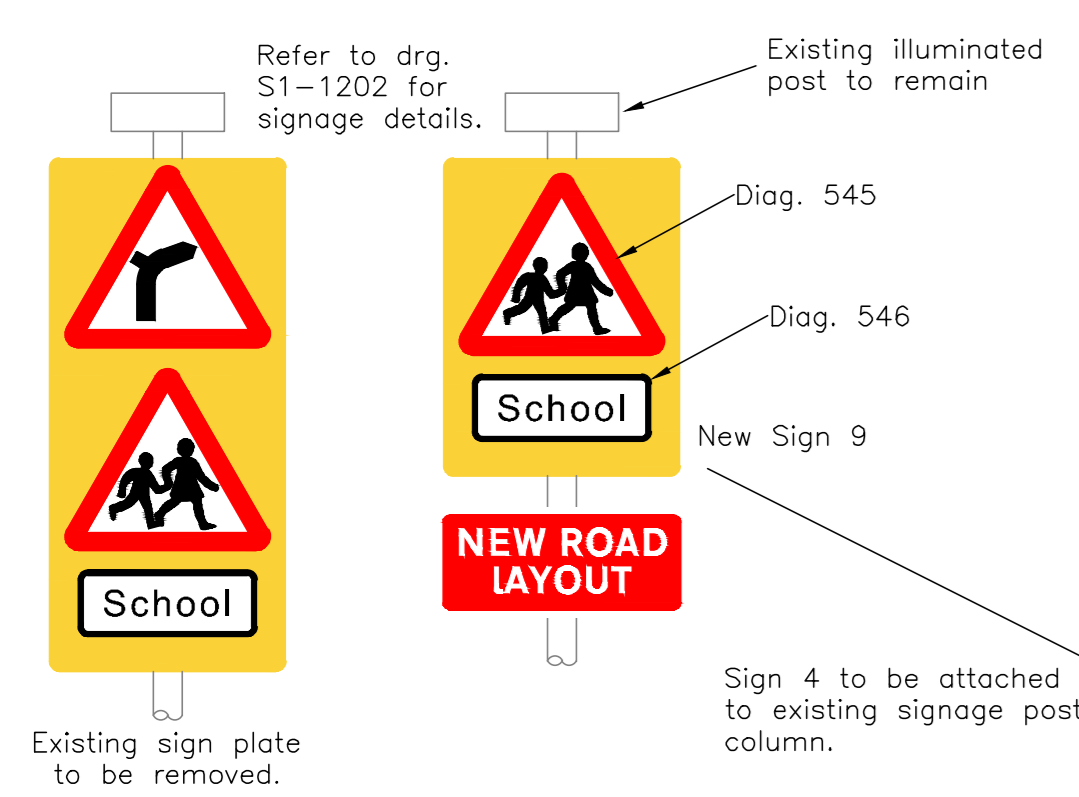 Refer to drg.
S1-1202 for
signage details.
Existing illuminated
post to remain
Diag. 545
Diag. 546
School
New Sign 9
NEW ROAD
LAYOUT
School
Sign 4 to be attached
to existing signage post
column.
Existing sign plate
to be removed.